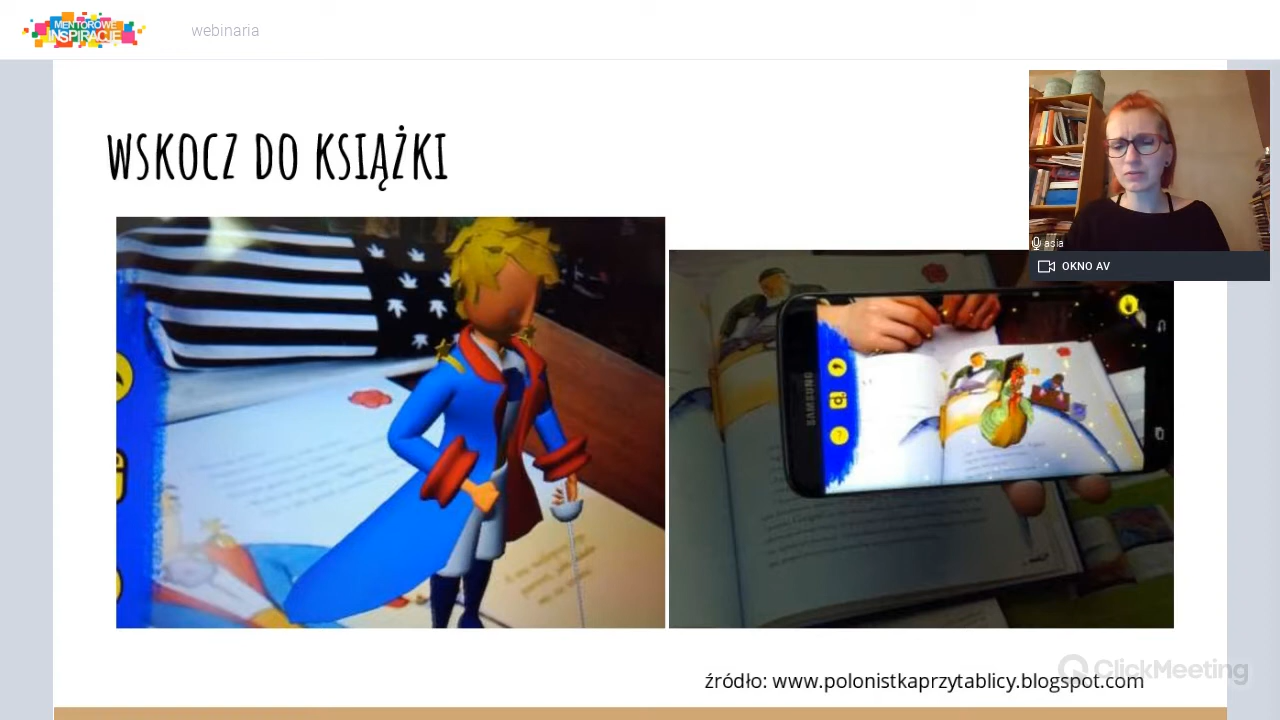 MENTOROWE
INSPIRACJE
webinaria
WSKOCZ DO KSIĄŻKI
asia
OKNO AV
SAMSUNG
źródło: www.polonistkaprzytablicy.blogspot.com
ClickMeeting